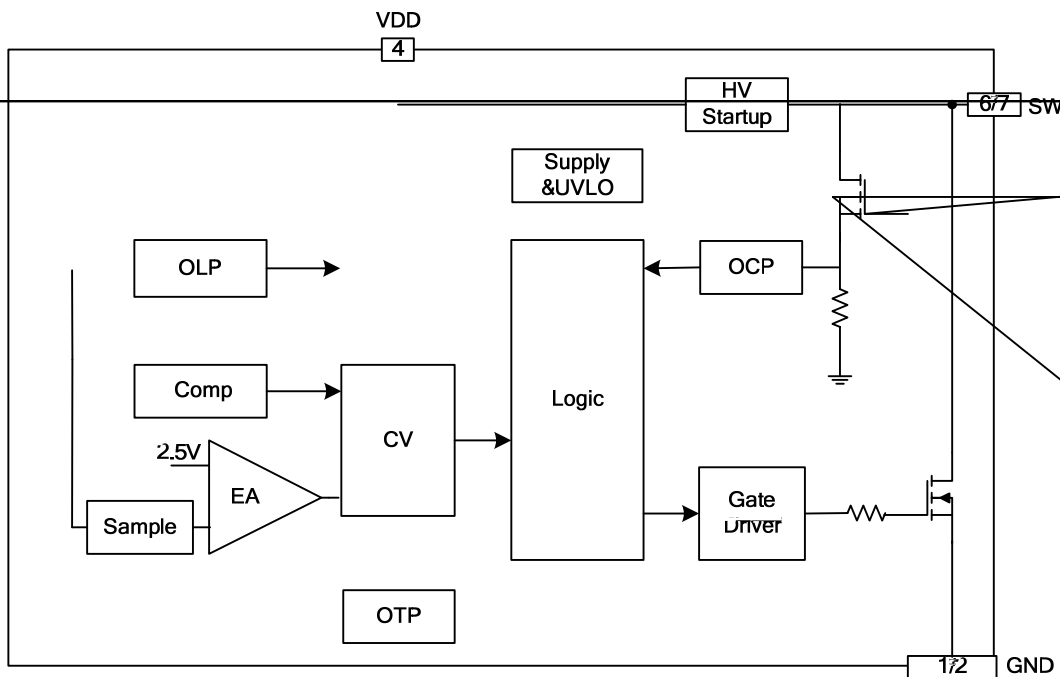 VDD
4
HV
Startup
6/7
SW
Supply
&UVLO
OLP
OCP
Comp
Logic
CV
2.5V
EA
Sample
Gate
Driver
OTP
1/2
GND